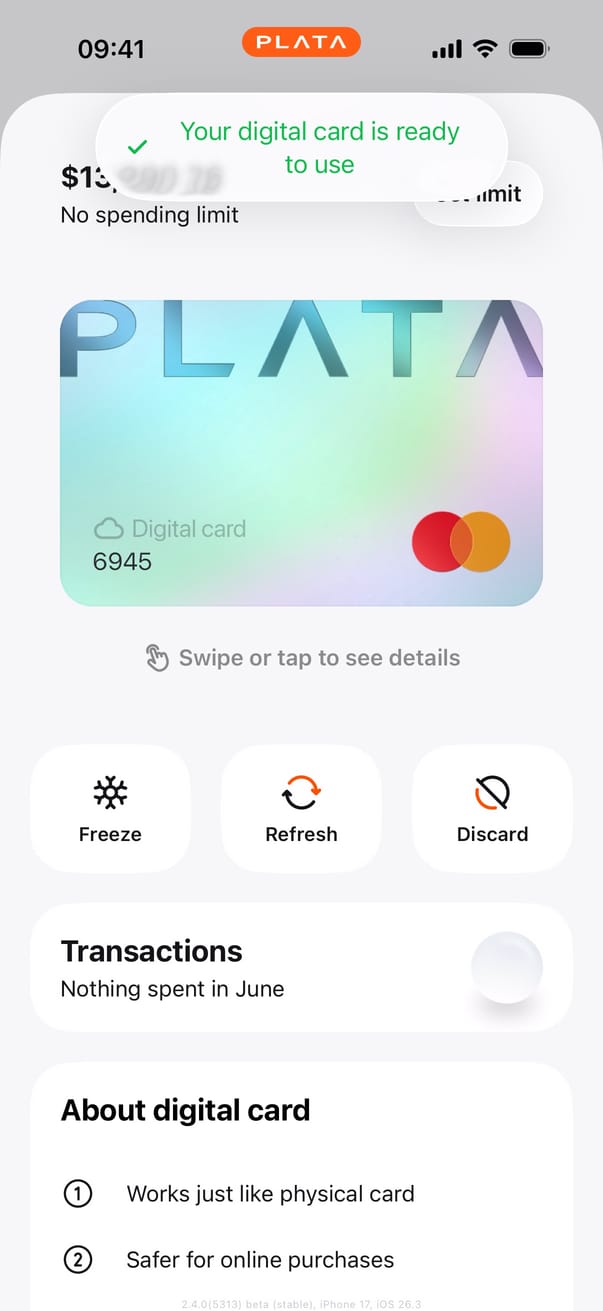 09:41
PLATA
Your digital card is ready
to use
$13,
No spending limit
limit
PLATA
Digital card
6945
Swipe or tap to see details
Freeze
Refresh
Discard
Transactions
Nothing spent in June
About digital card
1 Works just like physical card
2 Safer for online purchases
2.4.0(5313) beta (stable), iPhone 17, iOS 26.3